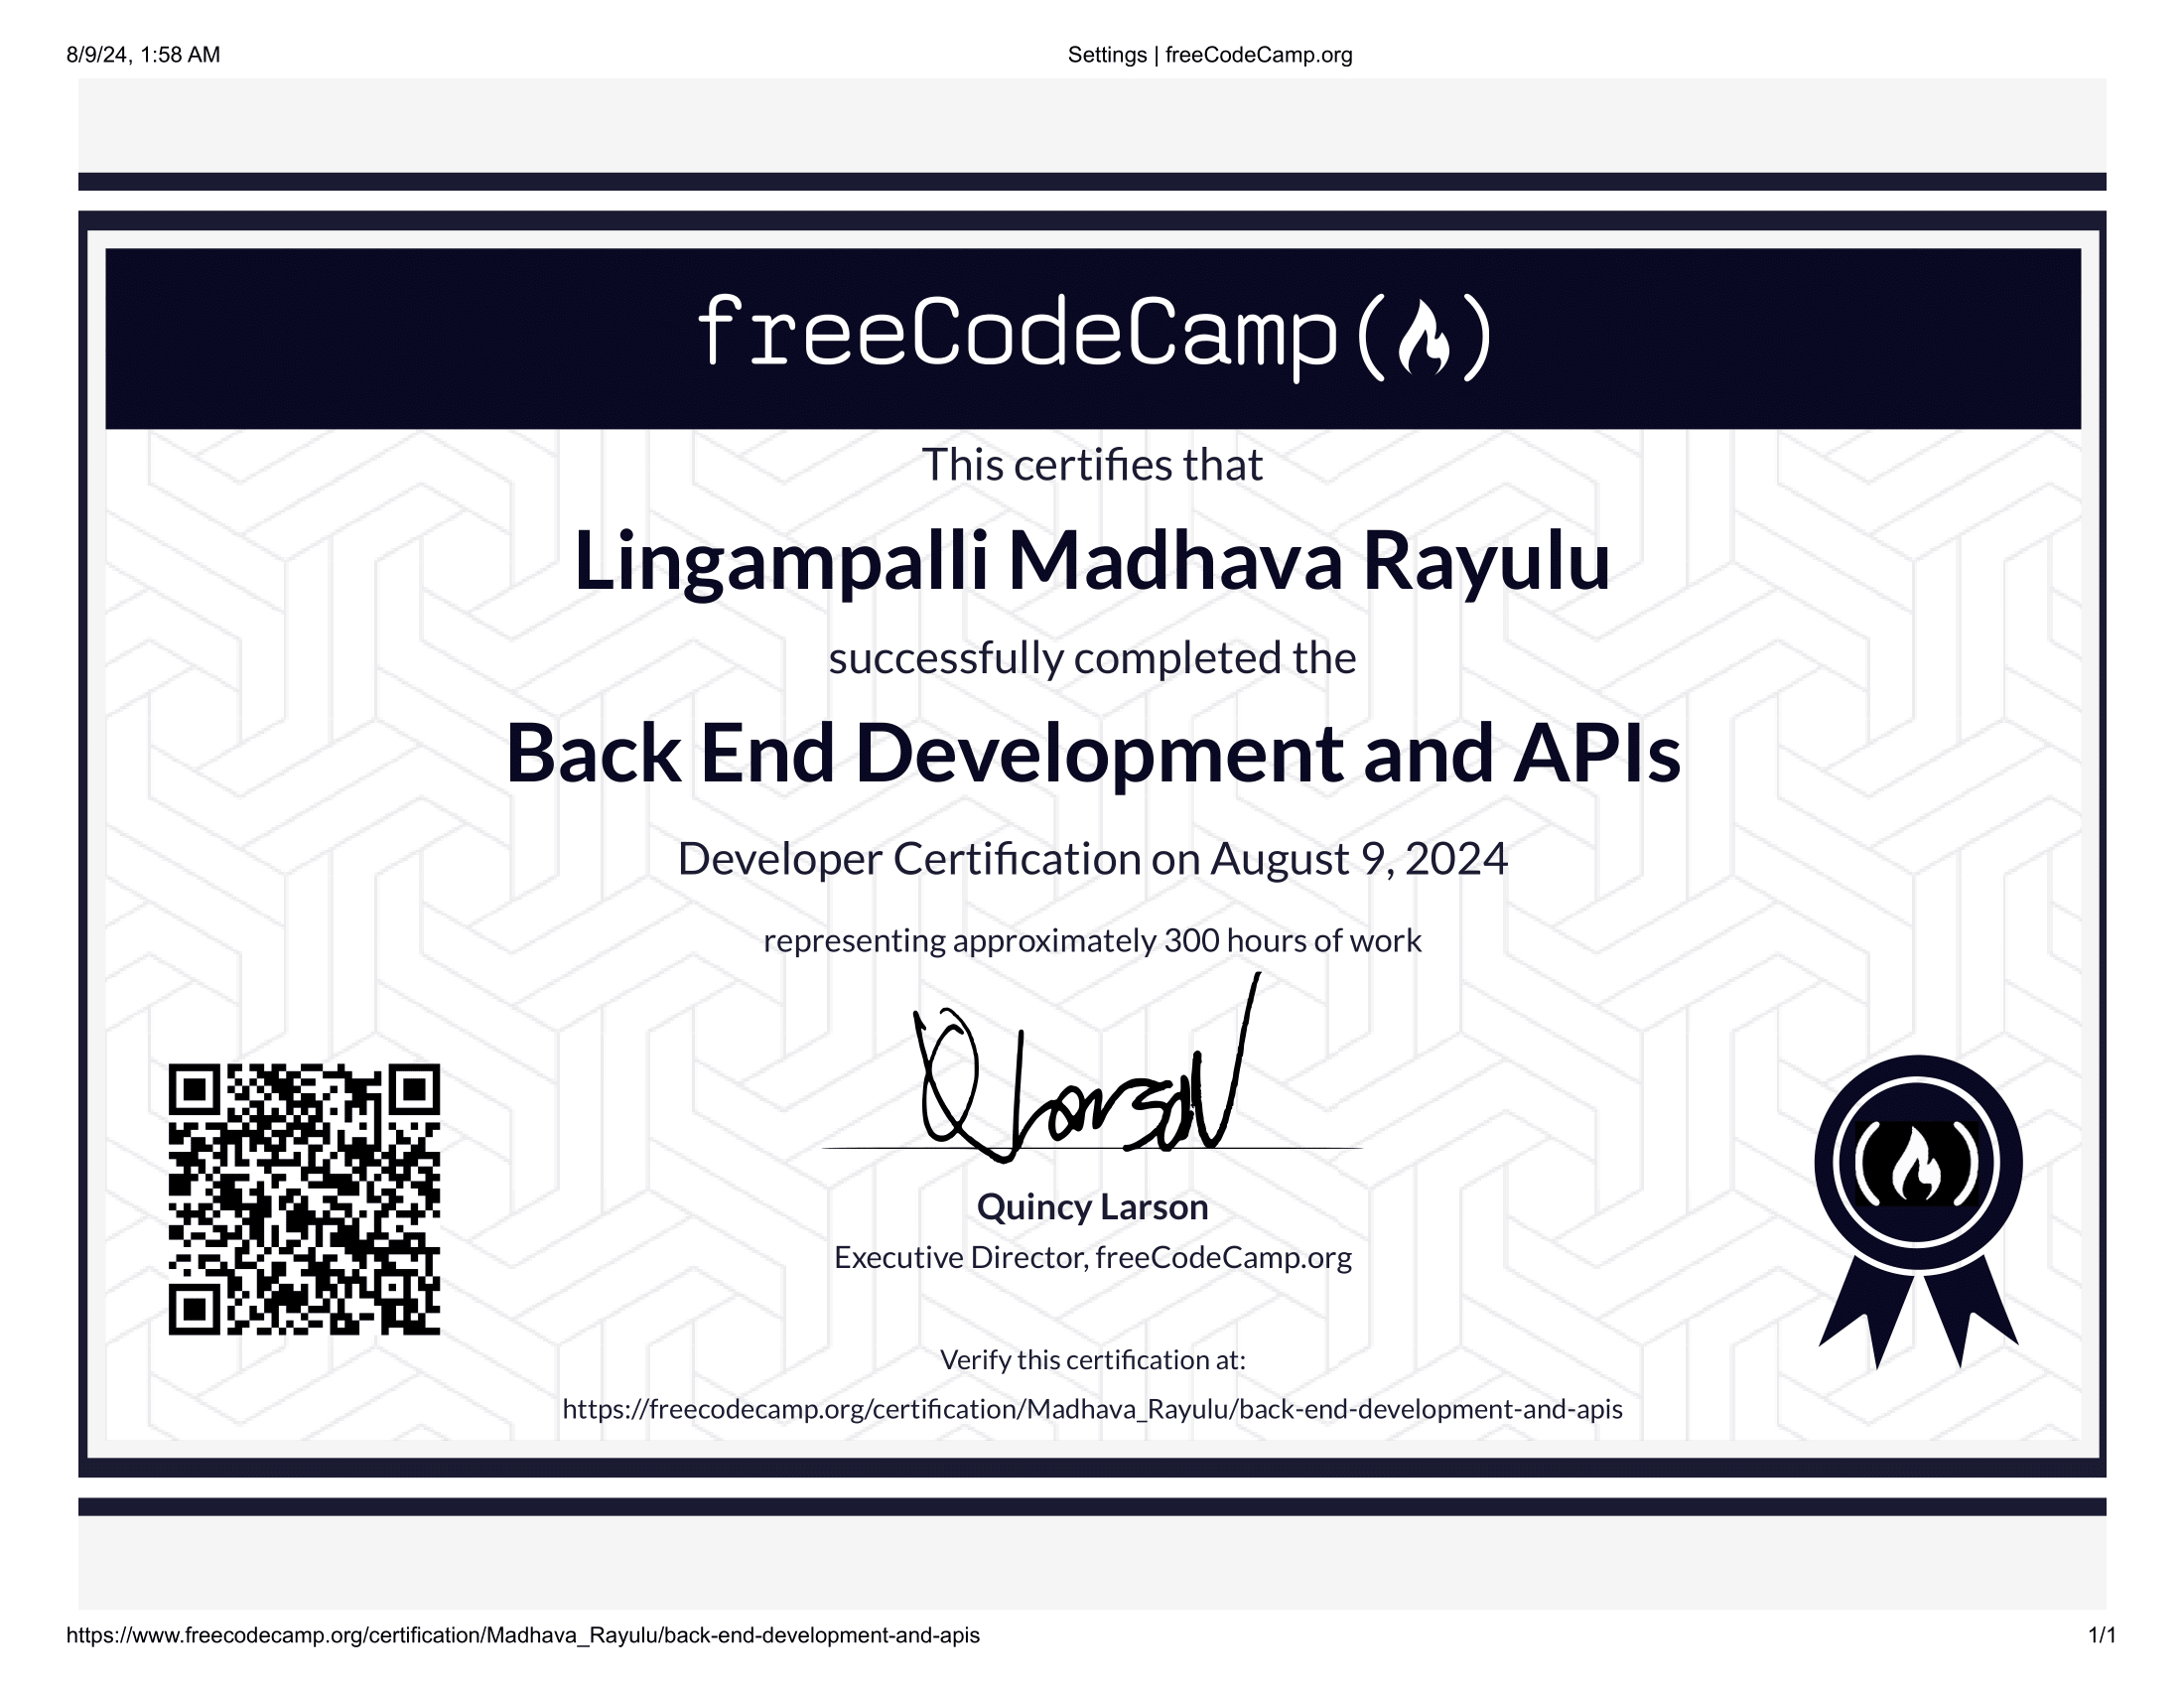 8/9/24, 1:58 AM
Settings | freeCodeCamp.org
freeCodeCamp(🔥)
This certifies that
Lingampalli Madhava Rayulu
successfully completed the
Back End Development and APIs
Developer Certification on August 9, 2024
representing approximately 300 hours of work
QLarson
Quincy Larson
Executive Director, freeCodeCamp.org
Verify this certification at:
https://freecodecamp.org/certification/Madhava_Rayulu/back-end-development-and-apis
https://www.freecodecamp.org/certification/Madhava_Rayulu/back-end-development-and-apis
1/1